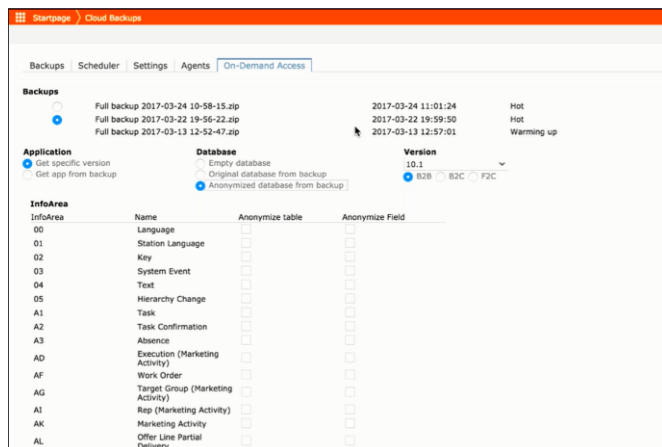 Startpage Cloud Backups
Backups Scheduler Settings Agents On-Demand Access
Backups
Full backup 2017-03-24 10-58-15.zip 2017-03-24 11:01:24 Hot
Full backup 2017-03-22 19-56-22.zip 2017-03-22 19:59:50 Hot
Full backup 2017-03-13 12-52-47.zip 2017-03-13 12:57:01 Warming up
Application Database Version
Get specific version Empty database 10.1
Get app from backup Original database from backup B2B B2C F2C
Anonymized database from backup
InfoArea
InfoArea Name Anonymize table Anonymize Field
00 Language
01 Station Language
02 Key
03 System Event
04 Text
05 Hierarchy Change
A1 Task
A2 Task Confirmation
A3 Absence
AD Execution (Marketing
Activity)
AF Work Order
AG Target Group (Marketing
Activity)
AI Rep (Marketing Activity)
AK Marketing Activity
AL Offer Line Partial
Delivery